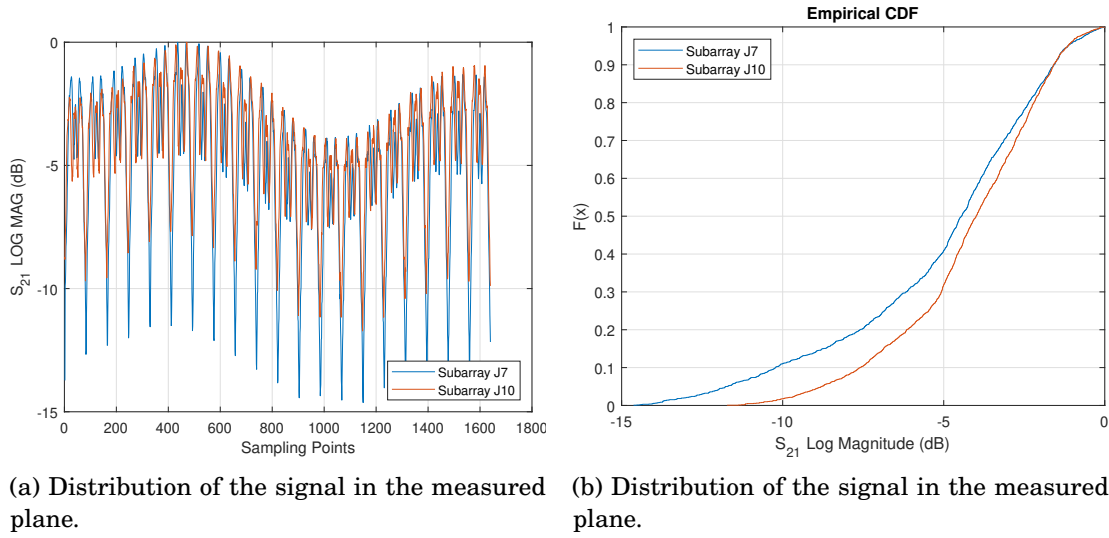 0
-5
-10
-15
S21 LOG MAG (dB)
0 200 400 600 800 1000 1200 1400 1600 1800
Sampling Points
Subarray J7
Subarray J10
Empirical CDF
1
0.9
0.8
0.7
0.6
0.5
0.4
0.3
0.2
0.1
0
F(x)
-15 -10 -5 0
S21 Log Magnitude (dB)
Subarray J7
Subarray J10
(a) Distribution of the signal in the measured
plane.
(b) Distribution of the signal in the measured
plane.